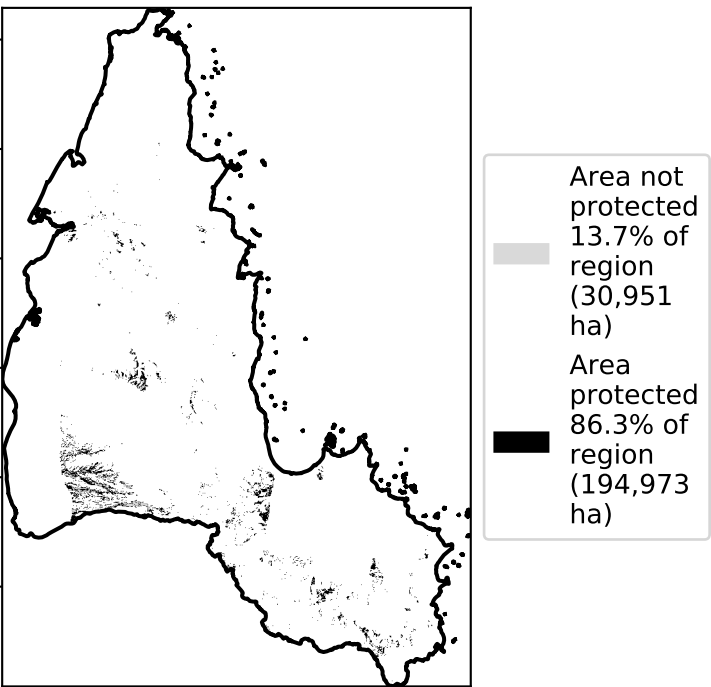 Area not
protected
13.7% of
region
(30,951
ha)
Area
protected
86.3% of
region
(194,973
ha)